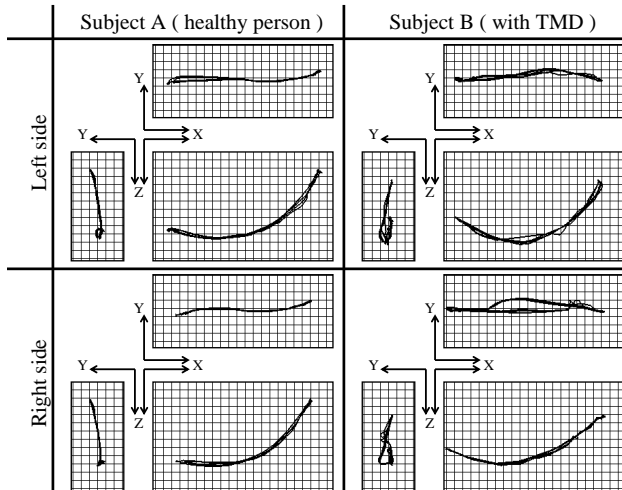 Subject A ( healthy person )
Subject B ( with TMD )
Left side
Y
X
Y
Z
Y
X
Y
Z
Right side
Y
X
Y
Z
Y
X
Y
Z